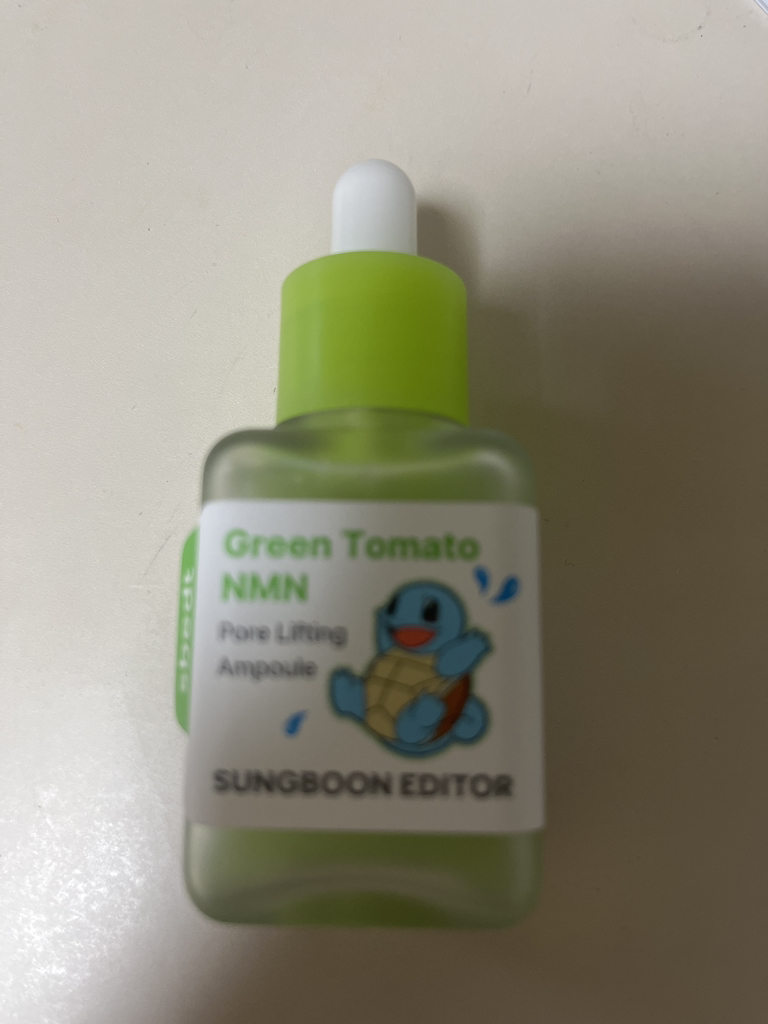 Green Tomato
NMN
Pore Lifting
Ampoule
SUNGBOON EDITOR